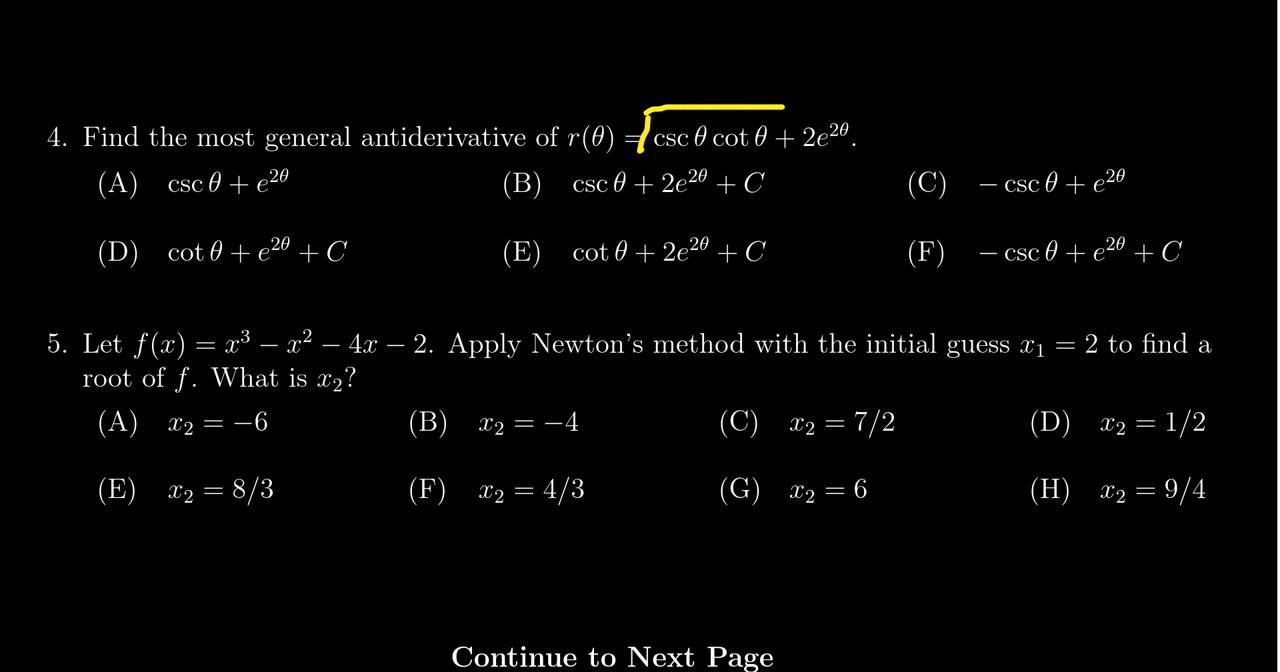 4. Find the most general antiderivative of r(θ) = csc θ cot θ + 2e^{2θ}.
(A) csc θ + e^{2θ} (B) csc θ + 2e^{2θ} + C (C) − csc θ + e^{2θ}
(D) cot θ + e^{2θ} + C (E) cot θ + 2e^{2θ} + C (F) − csc θ + e^{2θ} + C
5. Let f(x) = x³ − x² − 4x − 2. Apply Newton's method with the initial guess x₁ = 2 to find a
root of f. What is x₂?
(A) x₂ = −6 (B) x₂ = −4 (C) x₂ = 7/2 (D) x₂ = 1/2
(E) x₂ = 8/3 (F) x₂ = 4/3 (G) x₂ = 6 (H) x₂ = 9/4
Continue to Next Page